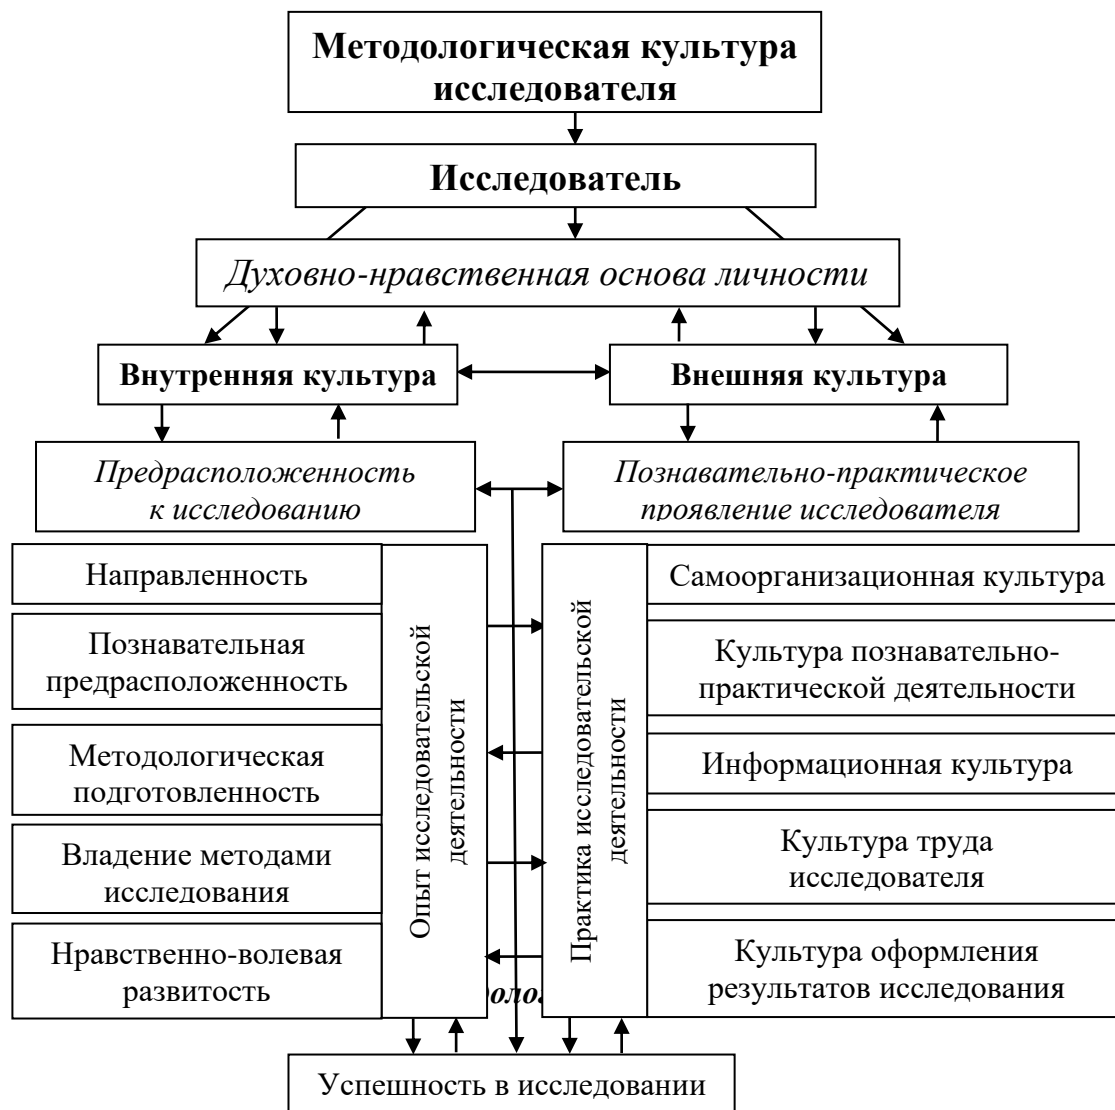 Методологическая культура
исследователя
Исследователь
Духовно-нравственная основа личности
Внутренняя культура
Внешняя культура
Предрасположенность
к исследованию
Познавательно-практическое
проявление исследователя
Направленность
Познавательная
предрасположенность
Методологическая
подготовленность
Владение методами
исследования
Нравственно-волевая
развитость
Опыт исследовательской
деятельности
Практика исследовательской
деятельности
Самоорганизационная культура
Культура познавательно-
практической деятельности
Информационная культура
Культура труда
исследователя
Культура оформления
результатов исследования
Успешность в исследовании